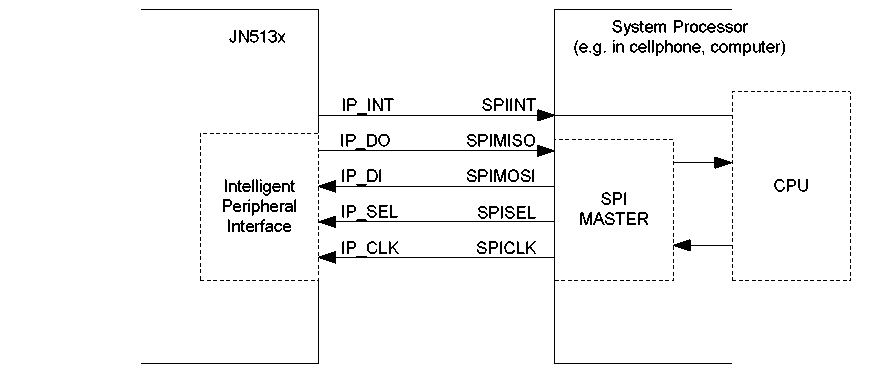 JN513x
System Processor
(e.g. in cellphone, computer)
IP_INT SPIINT
IP_DO SPIMISO
IP_DI SPIMOSI
IP_SEL SPISEL
IP_CLK SPICLK
Intelligent
Peripheral
Interface
SPI
MASTER
CPU